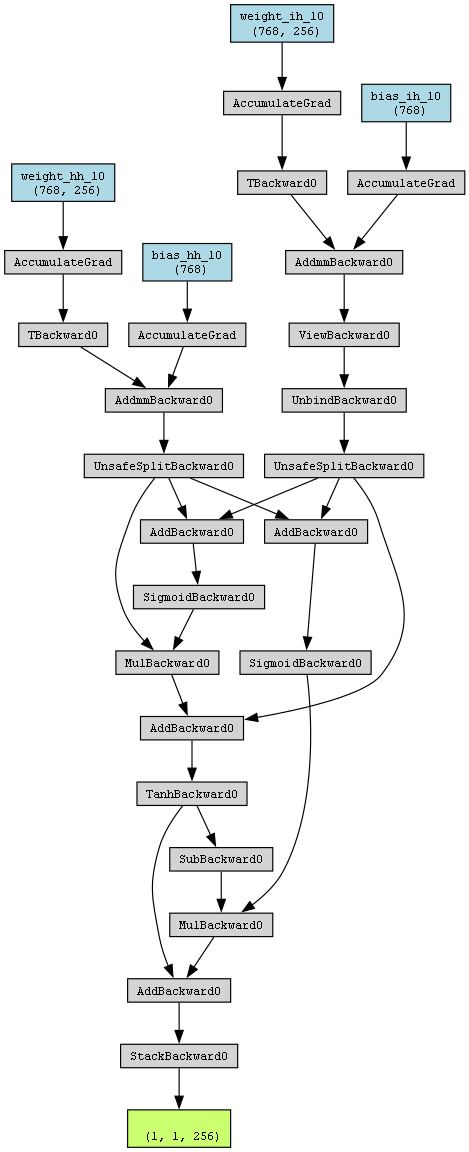 weight_ih_l0
(768, 256)
AccumulateGrad
bias_ih_l0
(768)
weight_hh_l0
(768, 256)
TBackward0
AccumulateGrad
AccumulateGrad
bias_hh_l0
(768)
AddmmBackward0
TBackward0
AccumulateGrad
ViewBackward0
AddmmBackward0
UnbindBackward0
UnsafeSplitBackward0
UnsafeSplitBackward0
AddBackward0
AddBackward0
SigmoidBackward0
MulBackward0
SigmoidBackward0
AddBackward0
TanhBackward0
SubBackward0
MulBackward0
AddBackward0
StackBackward0
(1, 1, 256)